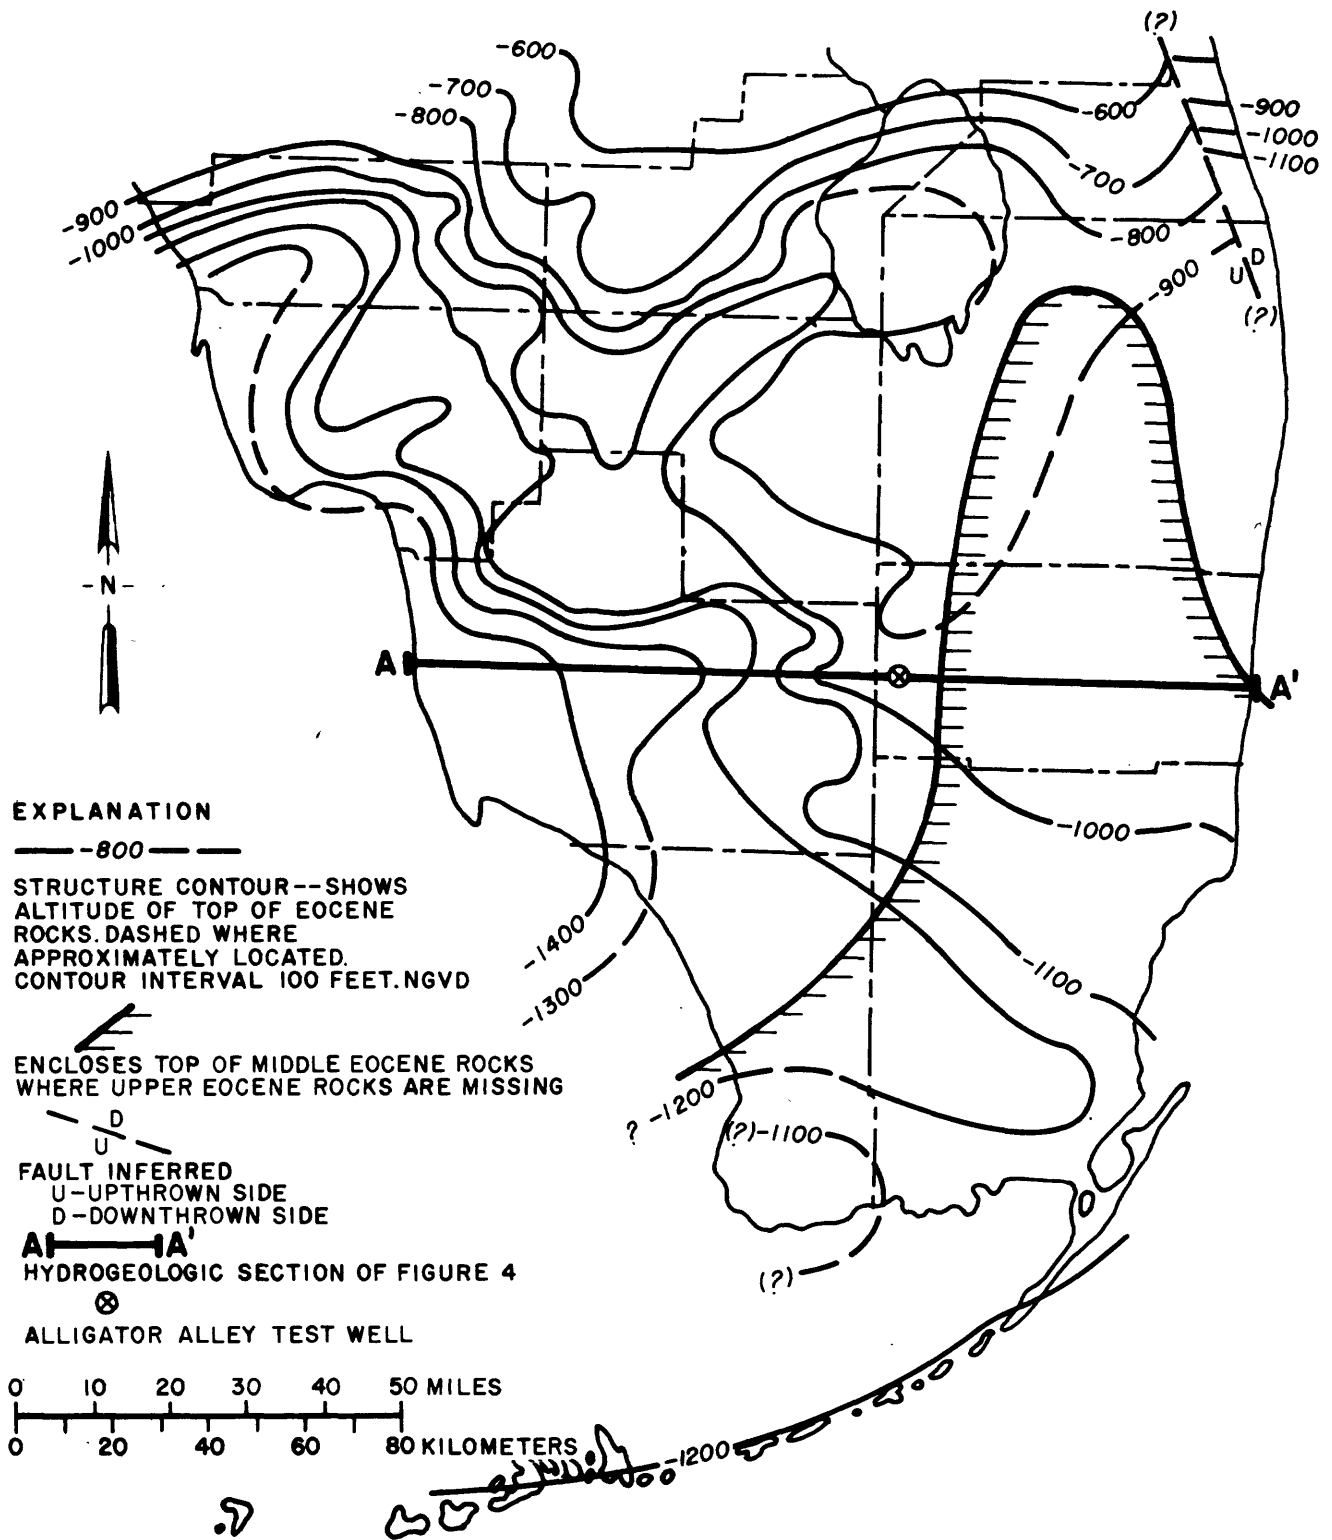 (?)
-600
-700
-800
-600
-900
-1000
-1100
-700
-900
-1000
-800
-900
D
U
(?)
-N-
A
A'
EXPLANATION
-800
STRUCTURE CONTOUR--SHOWS
ALTITUDE OF TOP OF EOCENE
ROCKS. DASHED WHERE
APPROXIMATELY LOCATED.
CONTOUR INTERVAL 100 FEET. NGVD
-1000
-1400
-1300
-1100
ENCLOSES TOP OF MIDDLE EOCENE ROCKS
WHERE UPPER EOCENE ROCKS ARE MISSING
? -1200
(?)-1100
D
U
FAULT INFERRED
U-UPTHROWN SIDE
D-DOWNTHROWN SIDE
A A'
HYDROGEOLOGIC SECTION OF FIGURE 4
(?)
ALLIGATOR ALLEY TEST WELL
0 10 20 30 40 50 MILES
0 20 40 60 80 KILOMETERS
-1200